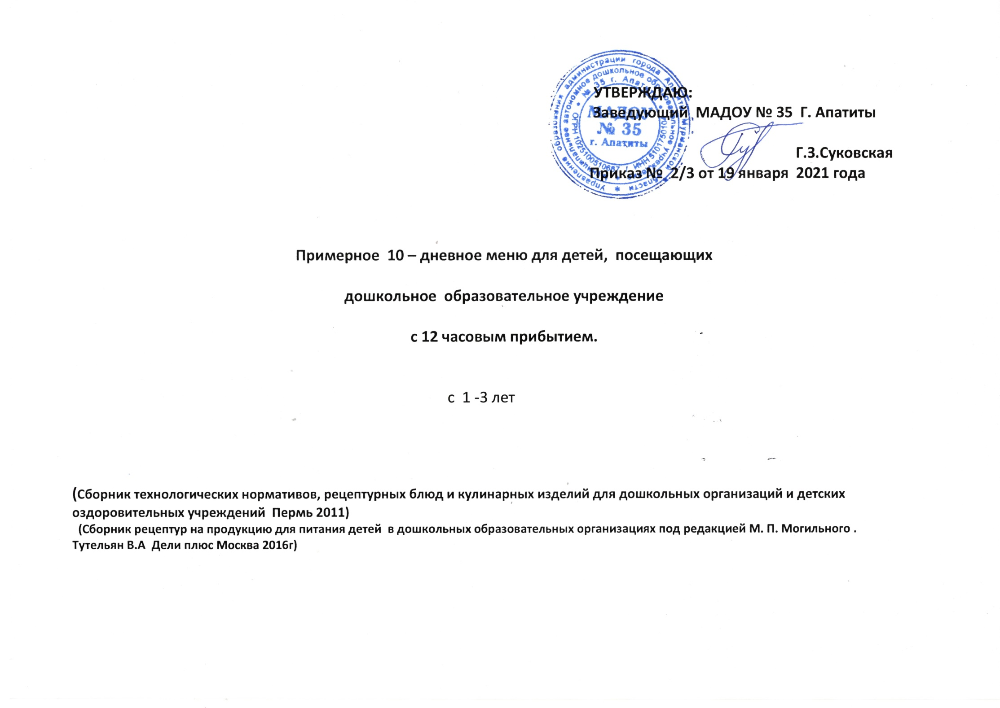 УТВЕРЖДАЮ:
Заведующий МАДОУ № 35 Г. Апатиты
Г.З.Суковская
Приказ № 2/3 от 19 января 2021 года
Управление образования администрации города Апатиты Мурманской области
Муниципальное автономное дошкольное образовательное учреждение
№ 35 г. Апатиты
ОГРН 1025100510667 / ИНН
МАДОУ
№ 35
г. Апатиты
Примерное 10 – дневное меню для детей, посещающих
дошкольное образовательное учреждение
с 12 часовым прибытием.
с 1 -3 лет
(Сборник технологических нормативов, рецептурных блюд и кулинарных изделий для дошкольных организаций и детских
оздоровительных учреждений Пермь 2011)
(Сборник рецептур на продукцию для питания детей в дошкольных образовательных организациях под редакцией М. П. Могильного .
Тутельян В.А Дели плюс Москва 2016г)